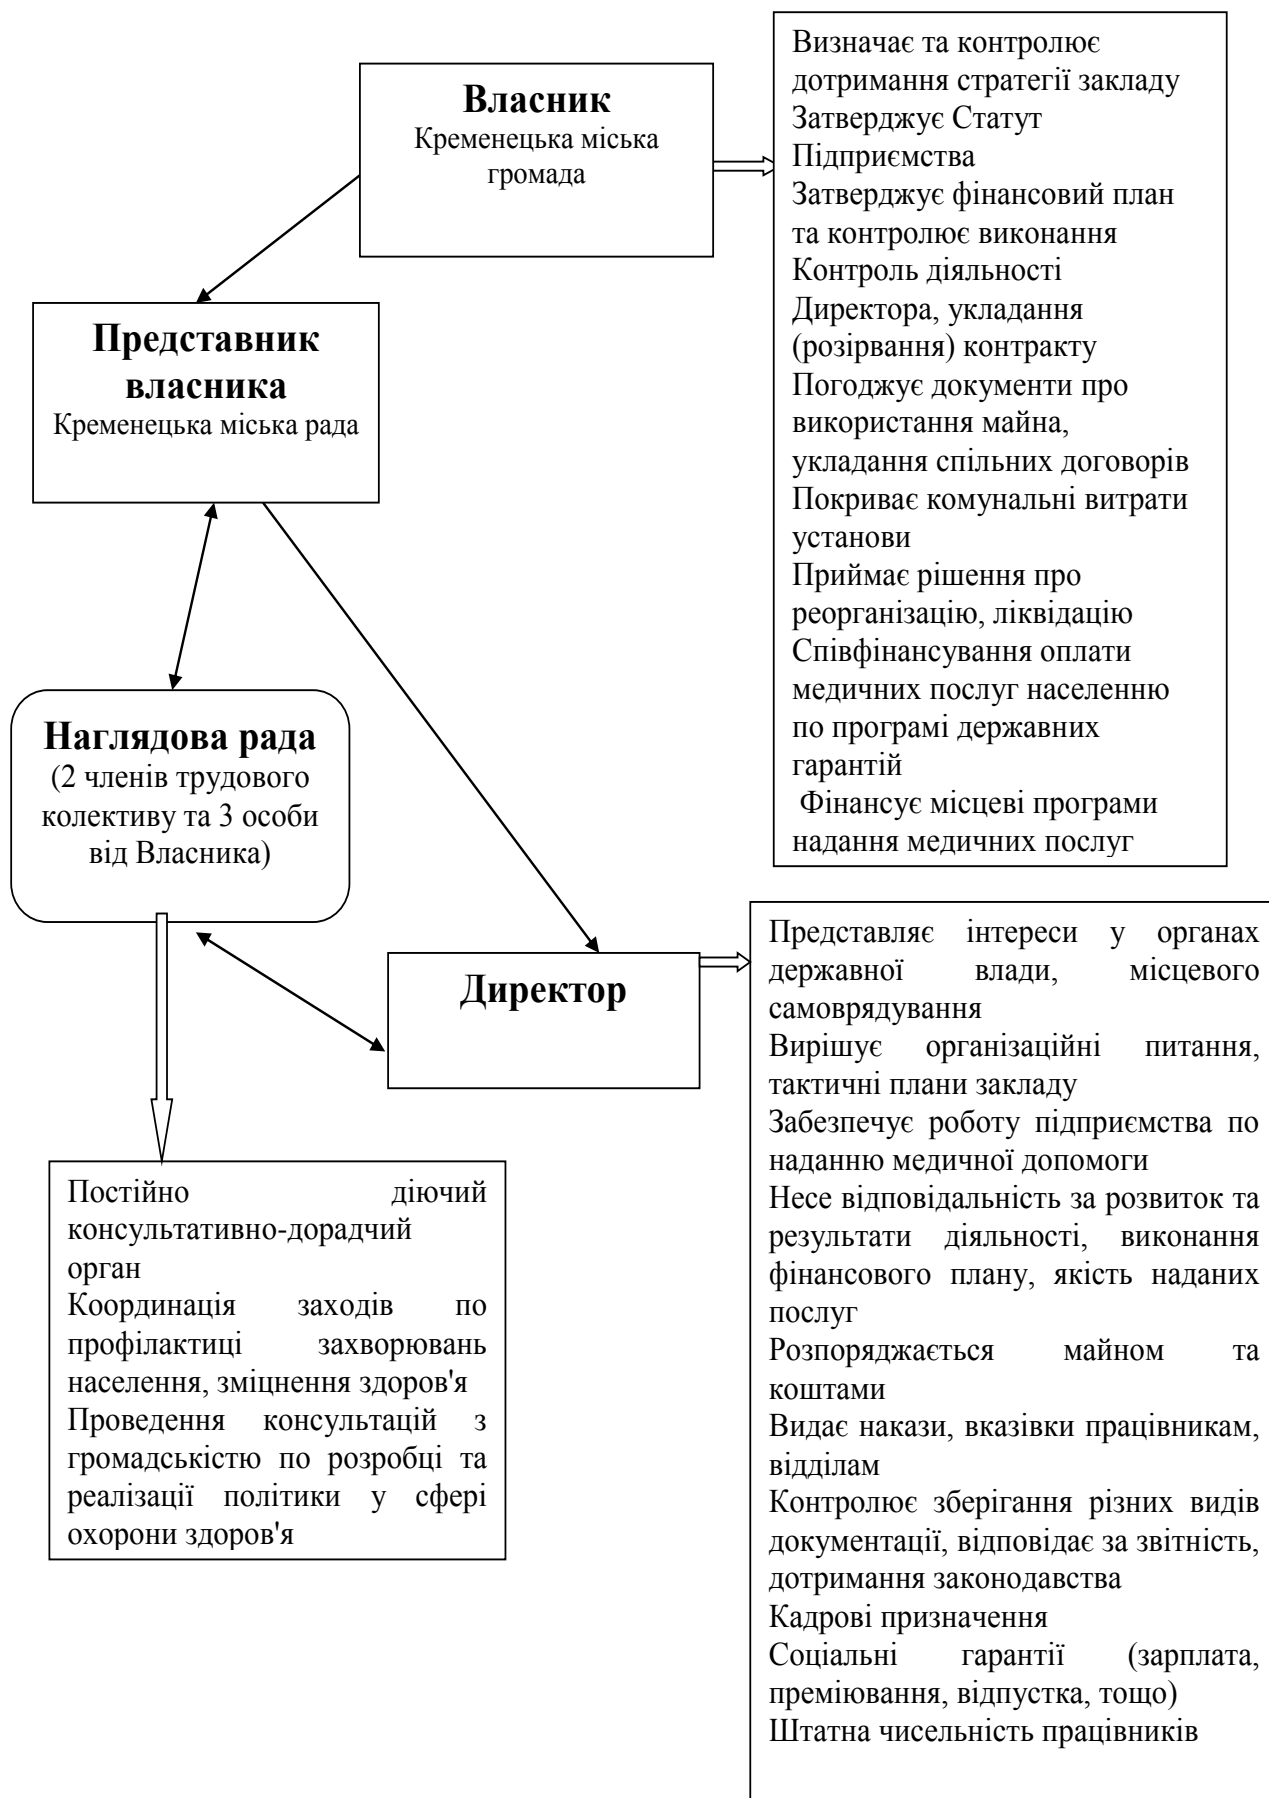 Власник
Кременецька міська
громада
Визначає та контролює
дотримання стратегії закладу
Затверджує Статут
Підприємства
Затверджує фінансовий план
та контролює виконання
Контроль діяльності
Директора, укладання
(розірвання) контракту
Погоджує документи про
використання майна,
укладання спільних договорів
Покриває комунальні витрати
установи
Приймає рішення про
реорганізацію, ліквідацію
Співфінансування оплати
медичних послуг населенню
по програмі державних
гарантій
Фінансує місцеві програми
надання медичних послуг
Представник
власника
Кременецька міська рада
Наглядова рада
(2 членів трудового
колективу та 3 особи
від Власника)
Директор
Представляє інтереси у органах
державної влади, місцевого
самоврядування
Вирішує організаційні питання,
тактичні плани закладу
Забезпечує роботу підприємства по
наданню медичної допомоги
Несе відповідальність за розвиток та
результати діяльності, виконання
фінансового плану, якість наданих
послуг
Розпоряджається майном та
коштами
Видає накази, вказівки працівникам,
відділам
Контролює зберігання різних видів
документації, відповідає за звітність,
дотримання законодавства
Кадрові призначення
Соціальні гарантії (зарплата,
преміювання, відпустка, тощо)
Штатна чисельність працівників
Постійно діючий
консультативно-дорадчий
орган
Координація заходів по
профілактиці захворювань
населення, зміцнення здоров'я
Проведення консультацій з
громадськістю по розробці та
реалізації політики у сфері
охорони здоров'я